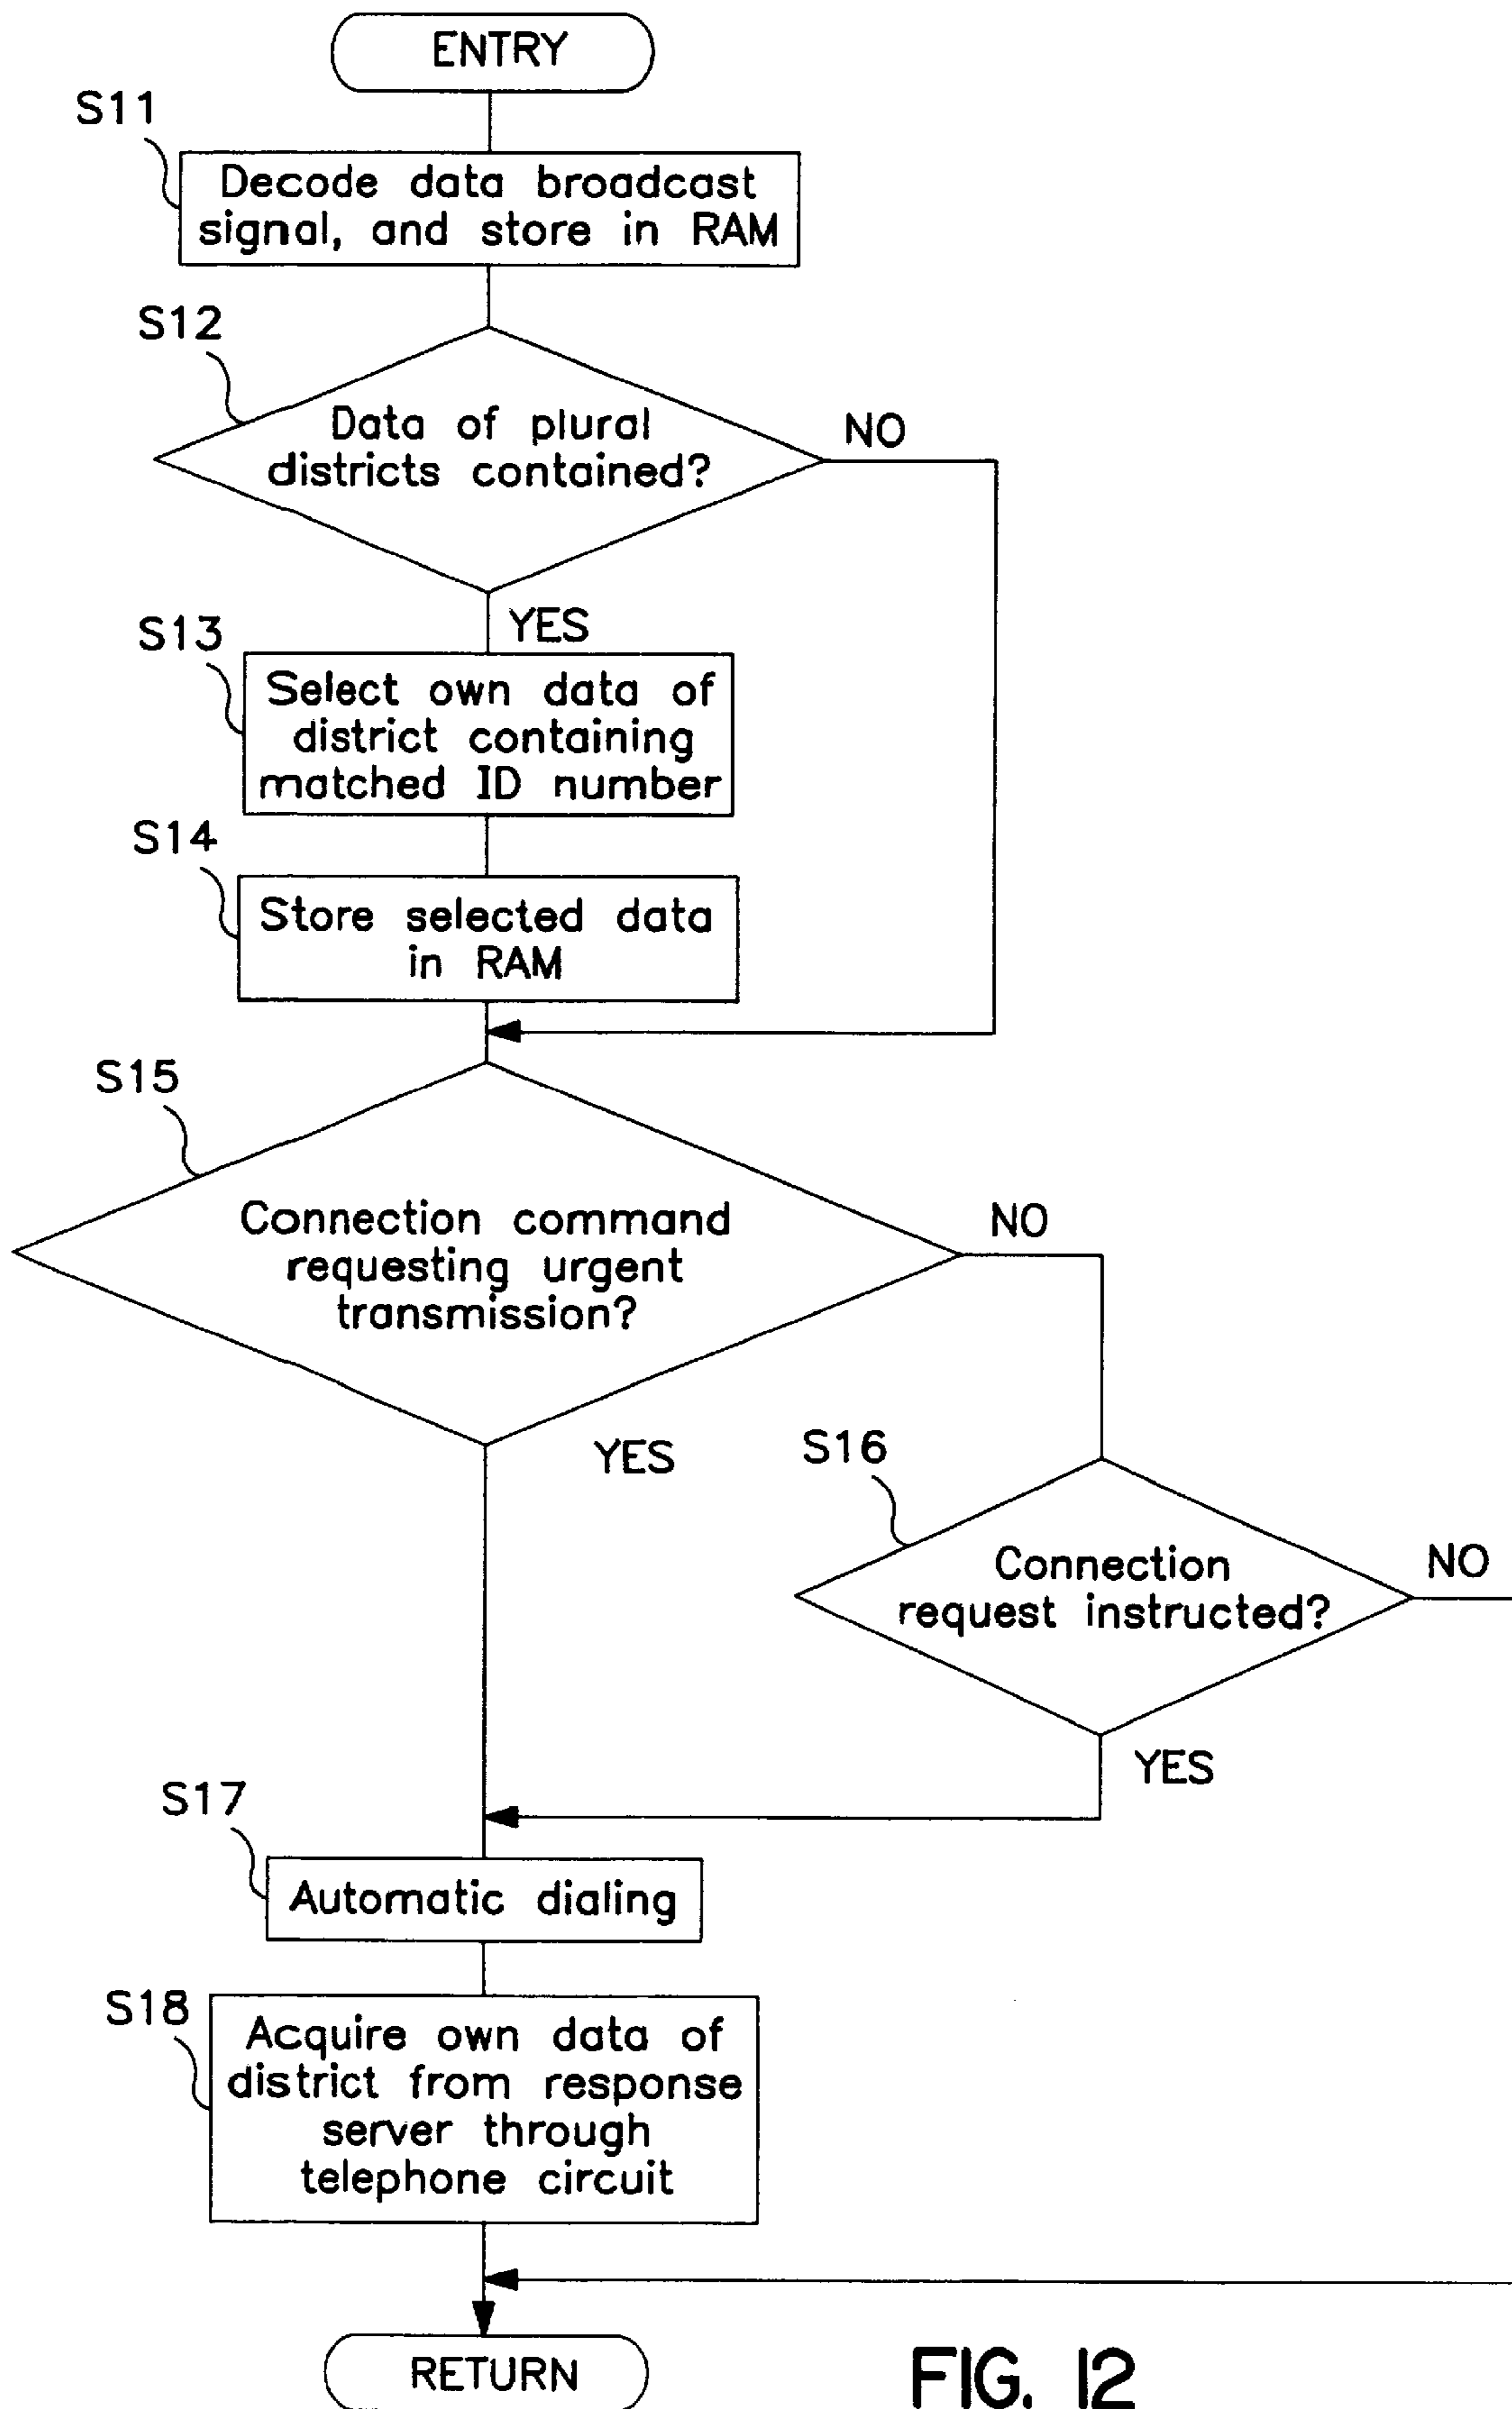 ENTRY
S11
Decode data broadcast
signal, and store in RAM
S12
Data of plural
districts contained?
NO
YES
S13
Select own data of
district containing
matched ID number
S14
Store selected data
in RAM
S15
Connection command
requesting urgent
transmission?
NO
YES
S16
Connection
request instructed?
NO
YES
S17
Automatic dialing
S18
Acquire own data of
district from response
server through
telephone circuit
RETURN
FIG. 12